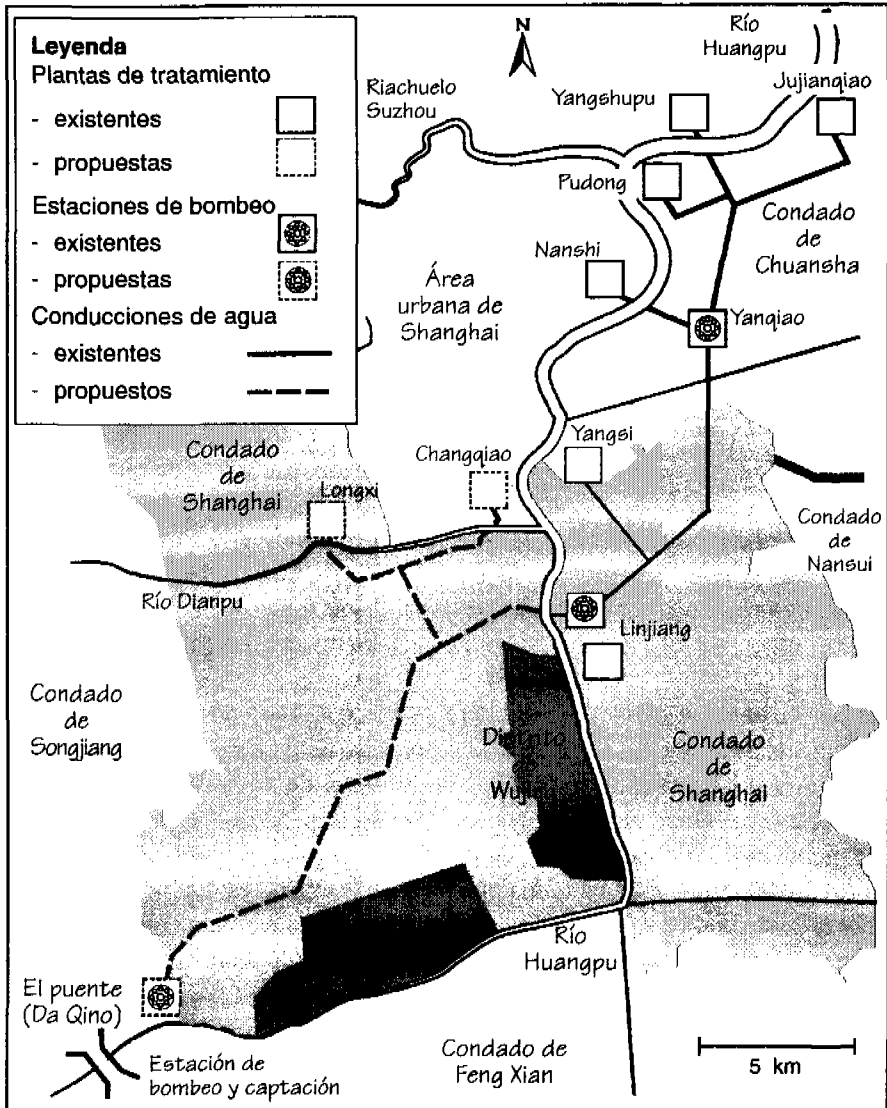 Leyenda
Plantas de tratamiento
- existentes
- propuestas
Estaciones de bombeo
- existentes
- propuestas
Conducciones de agua
- existentes
- propuestos
N
Río
Huangpu
Riachuelo
Suzhou
Yangshupu
Jujianqiao
Pudong
Condado
de
Chuansha
Nanshi
Área
urbana de
Shanghai
Yanqiao
Condado
de
Shanghai
Changqiao
Yangsi
Longxi
Condado
de
Nansui
Río Dianpu
Linjiang
Condado
de
Songjiang
Condado
de
Shanghai
Río
Huangpu
El puente
(Da Qino)
Estación de
bombeo y captación
Condado de
Feng Xian
5 km